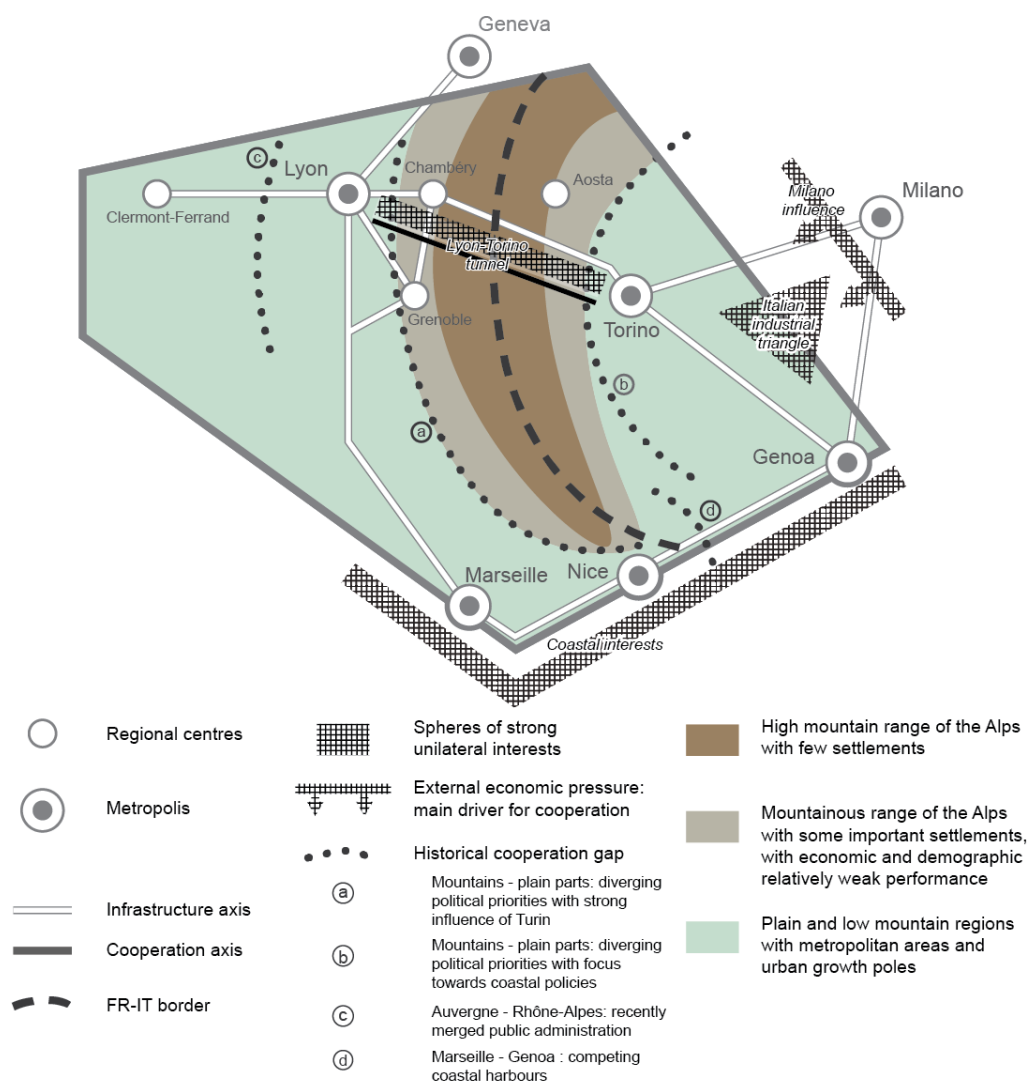 Geneva
c
Lyon
Chambéry
Aosta
Clermont-Ferrand
Milano
influence
Milano
Lyon-Torino
tunnel
Grenoble
Torino
Italian
industrial
triangle
b
a
Genoa
d
Marseille
Nice
Coastal interests
Regional centres
Metropolis
Infrastructure axis
Cooperation axis
FR-IT border
Spheres of strong
unilateral interests
External economic pressure:
main driver for cooperation
Historical cooperation gap
a
Mountains - plain parts: diverging
political priorities with strong
influence of Turin
b
Mountains - plain parts: diverging
political priorities with focus
towards coastal policies
c
Auvergne - Rhône-Alpes: recently
merged public administration
d
Marseille - Genoa : competing
coastal harbours
High mountain range of the Alps
with few settlements
Mountainous range of the Alps
with some important settlements,
with economic and demographic
relatively weak performance
Plain and low mountain regions
with metropolitan areas and
urban growth poles